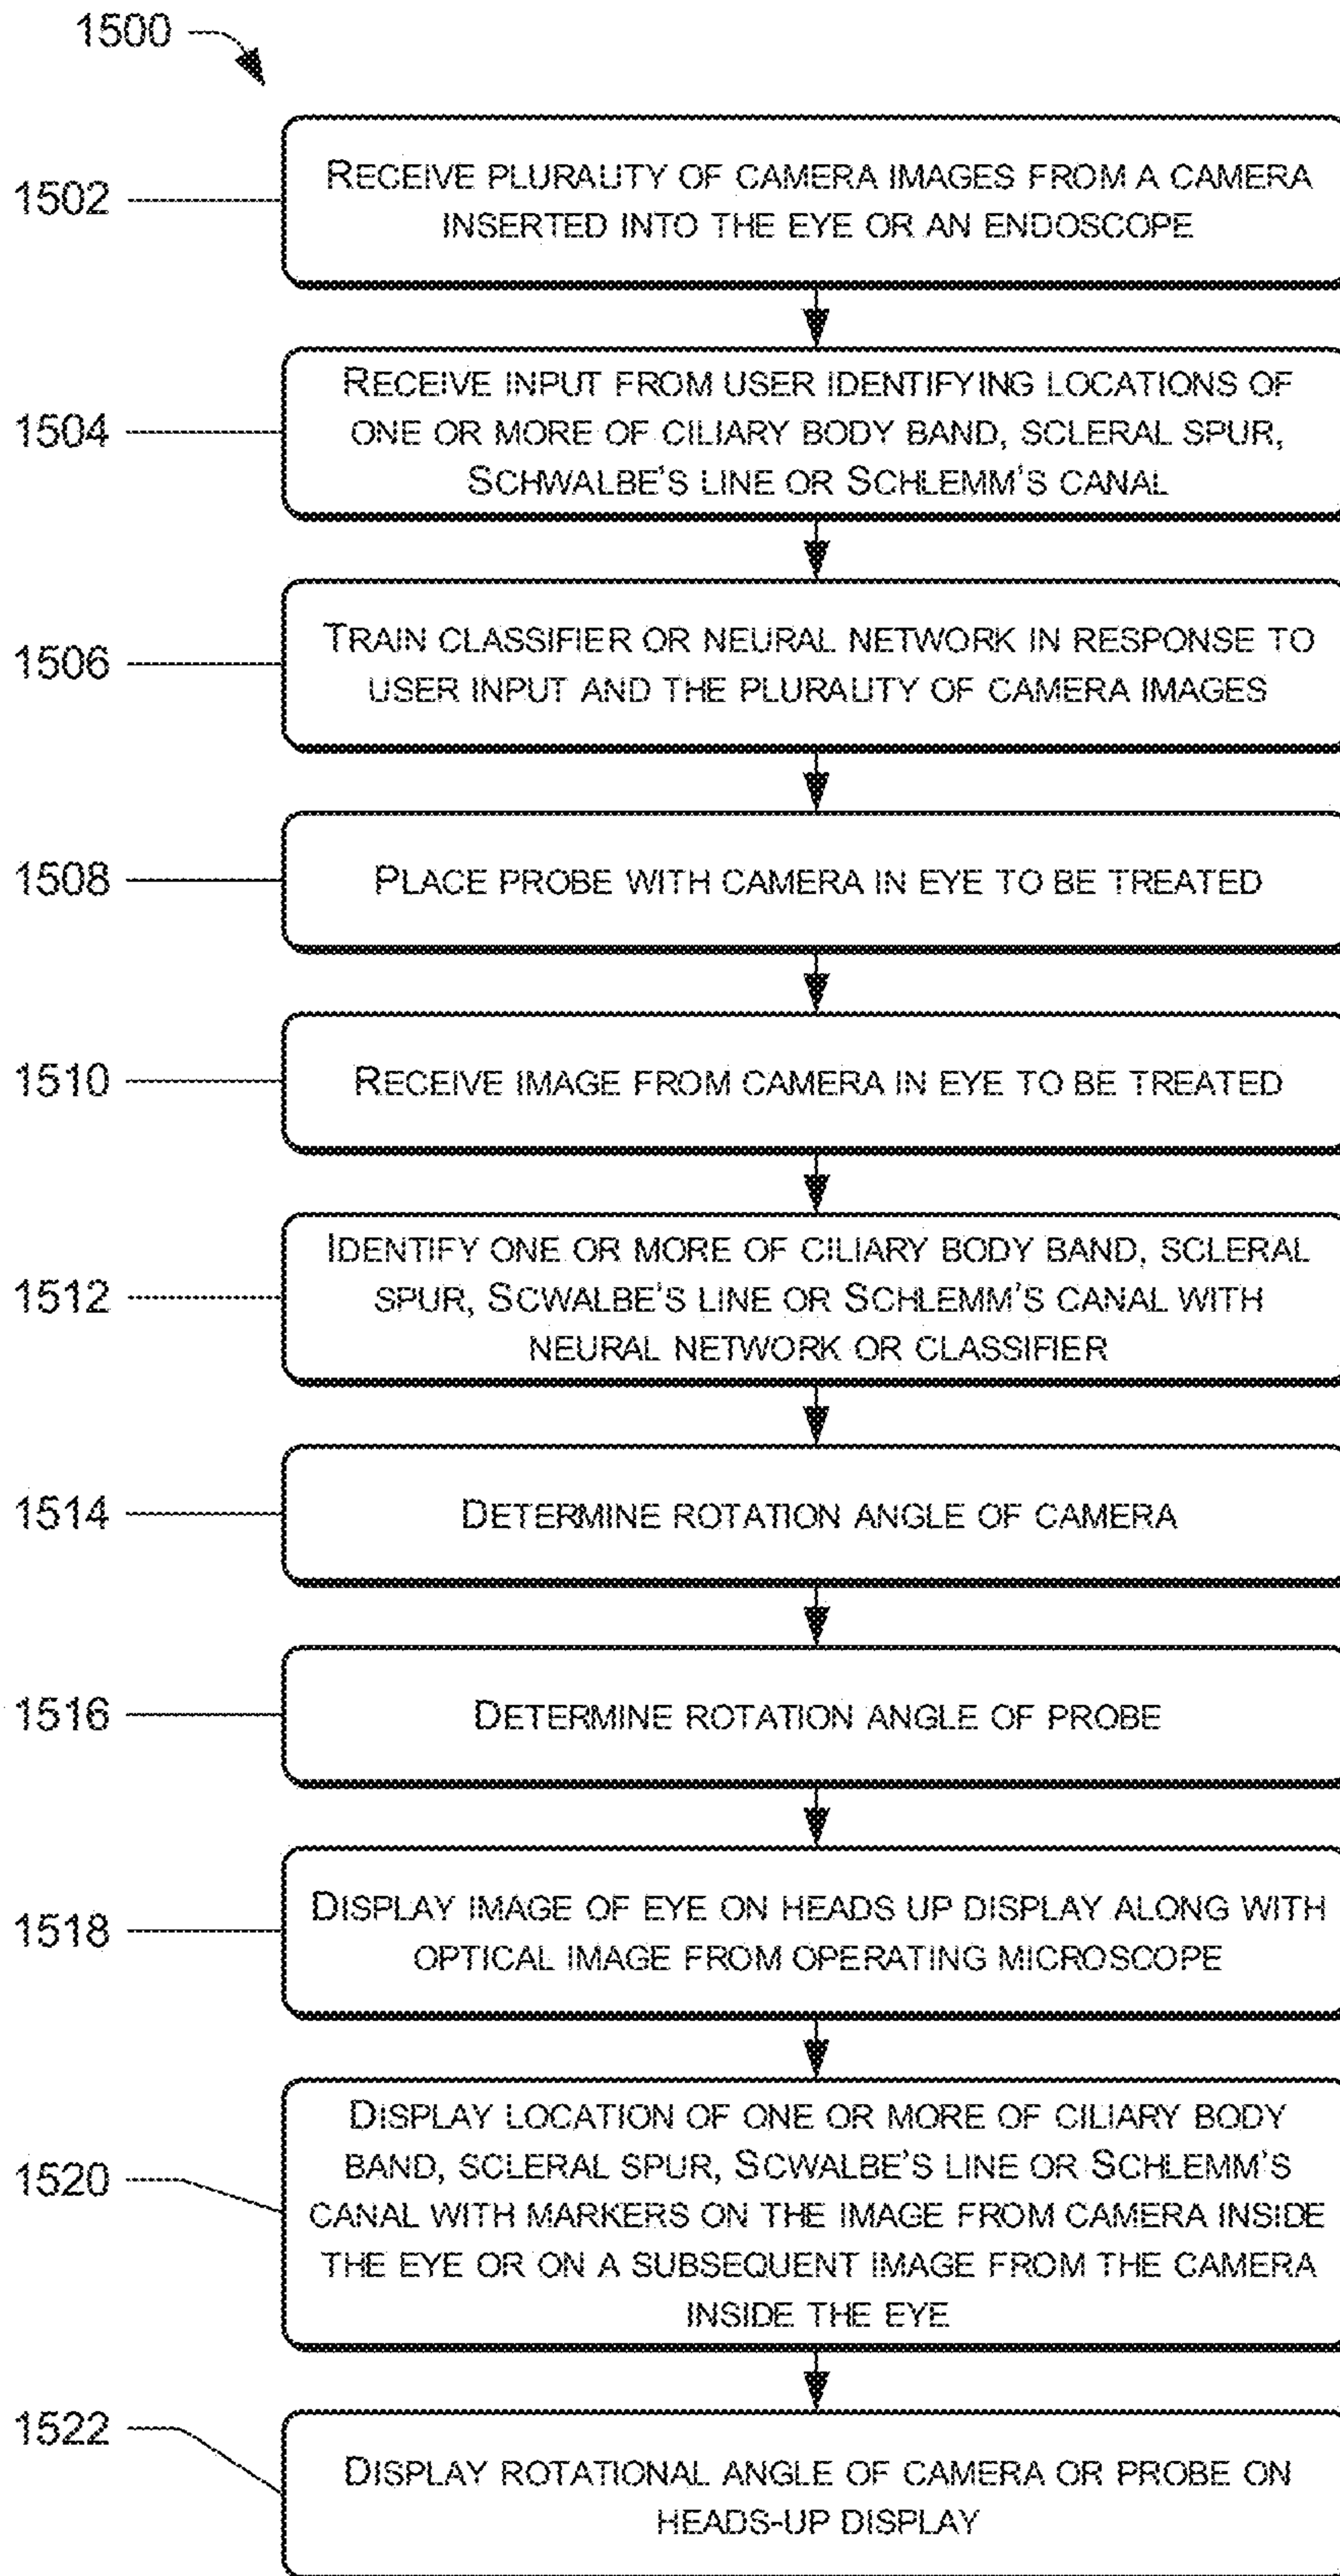 1500
1502
RECEIVE PLURALITY OF CAMERA IMAGES FROM A CAMERA
INSERTED INTO THE EYE OR AN ENDOSCOPE
1504
RECEIVE INPUT FROM USER IDENTIFYING LOCATIONS OF
ONE OR MORE OF CILIARY BODY BAND, SCLERAL SPUR,
SCHWALBE'S LINE OR SCHLEMM'S CANAL
1506
TRAIN CLASSIFIER OR NEURAL NETWORK IN RESPONSE TO
USER INPUT AND THE PLURALITY OF CAMERA IMAGES
1508
PLACE PROBE WITH CAMERA IN EYE TO BE TREATED
1510
RECEIVE IMAGE FROM CAMERA IN EYE TO BE TREATED
1512
IDENTIFY ONE OR MORE OF CILIARY BODY BAND, SCLERAL
SPUR, SCWALBE'S LINE OR SCHLEMM'S CANAL WITH
NEURAL NETWORK OR CLASSIFIER
1514
DETERMINE ROTATION ANGLE OF CAMERA
1516
DETERMINE ROTATION ANGLE OF PROBE
1518
DISPLAY IMAGE OF EYE ON HEADS UP DISPLAY ALONG WITH
OPTICAL IMAGE FROM OPERATING MICROSCOPE
1520
DISPLAY LOCATION OF ONE OR MORE OF CILIARY BODY
BAND, SCLERAL SPUR, SCWALBE'S LINE OR SCHLEMM'S
CANAL WITH MARKERS ON THE IMAGE FROM CAMERA INSIDE
THE EYE OR ON A SUBSEQUENT IMAGE FROM THE CAMERA
INSIDE THE EYE
1522
DISPLAY ROTATIONAL ANGLE OF CAMERA OR PROBE ON
HEADS-UP DISPLAY